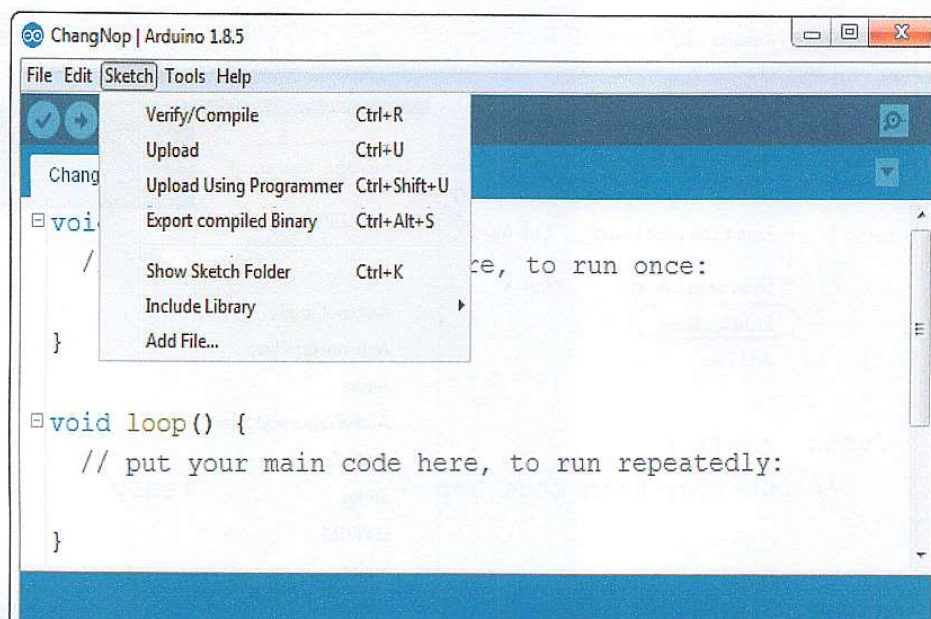 ChangNop | Arduino 1.8.5
File Edit Sketch Tools Help
Verify/Compile Ctrl+R
Upload Ctrl+U
Upload Using Programmer Ctrl+Shift+U
Export compiled Binary Ctrl+Alt+S
Show Sketch Folder Ctrl+K
Include Library
Add File...
Chang
voi
// re, to run once:
}
void loop() {
// put your main code here, to run repeatedly:
}